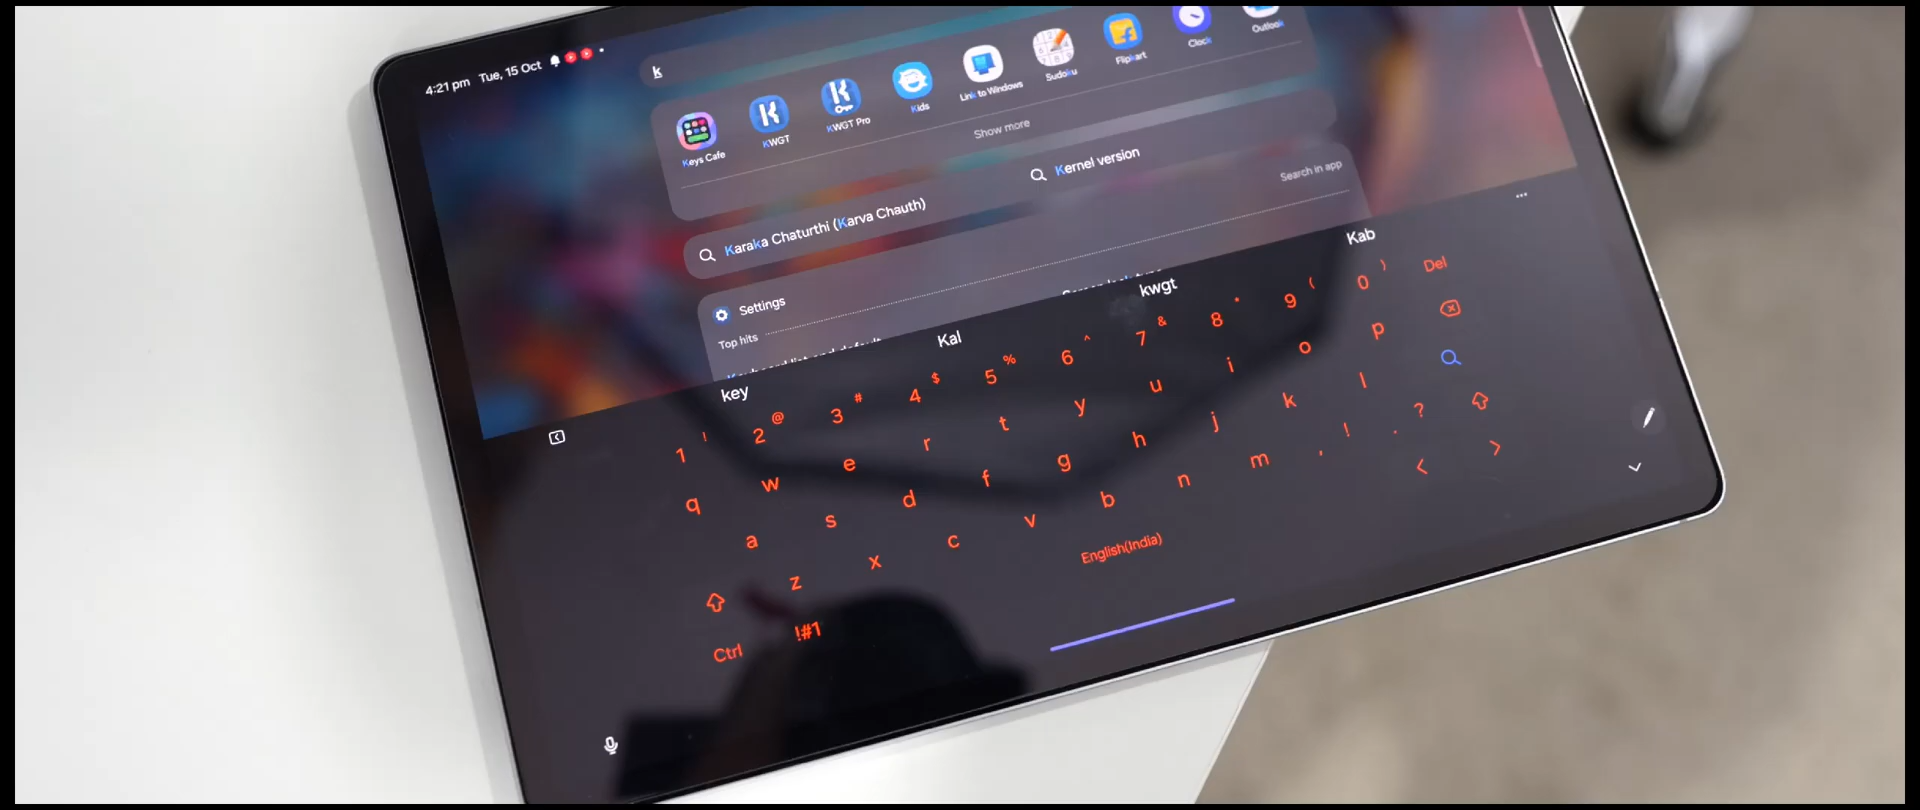 4:21 pm Tue, 15 Oct
k
Keys Cafe KWGT KWGT Pro Kids Link to Windows Sudoku Flipkart Clock Outlook
Show more
Karaka Chaturthi (Karva Chauth) Kernel version
Search in app
Settings
Top hits
key Kal kwgt Kab
1 ! 2 @ 3 # 4 $ 5 % 6 ^ 7 & 8 * 9 ( 0 ) Del
q w e r t y u i o p
a s d f g h j k l
z x c v b n m , ! . ?
Ctrl !#1 English(India) < >